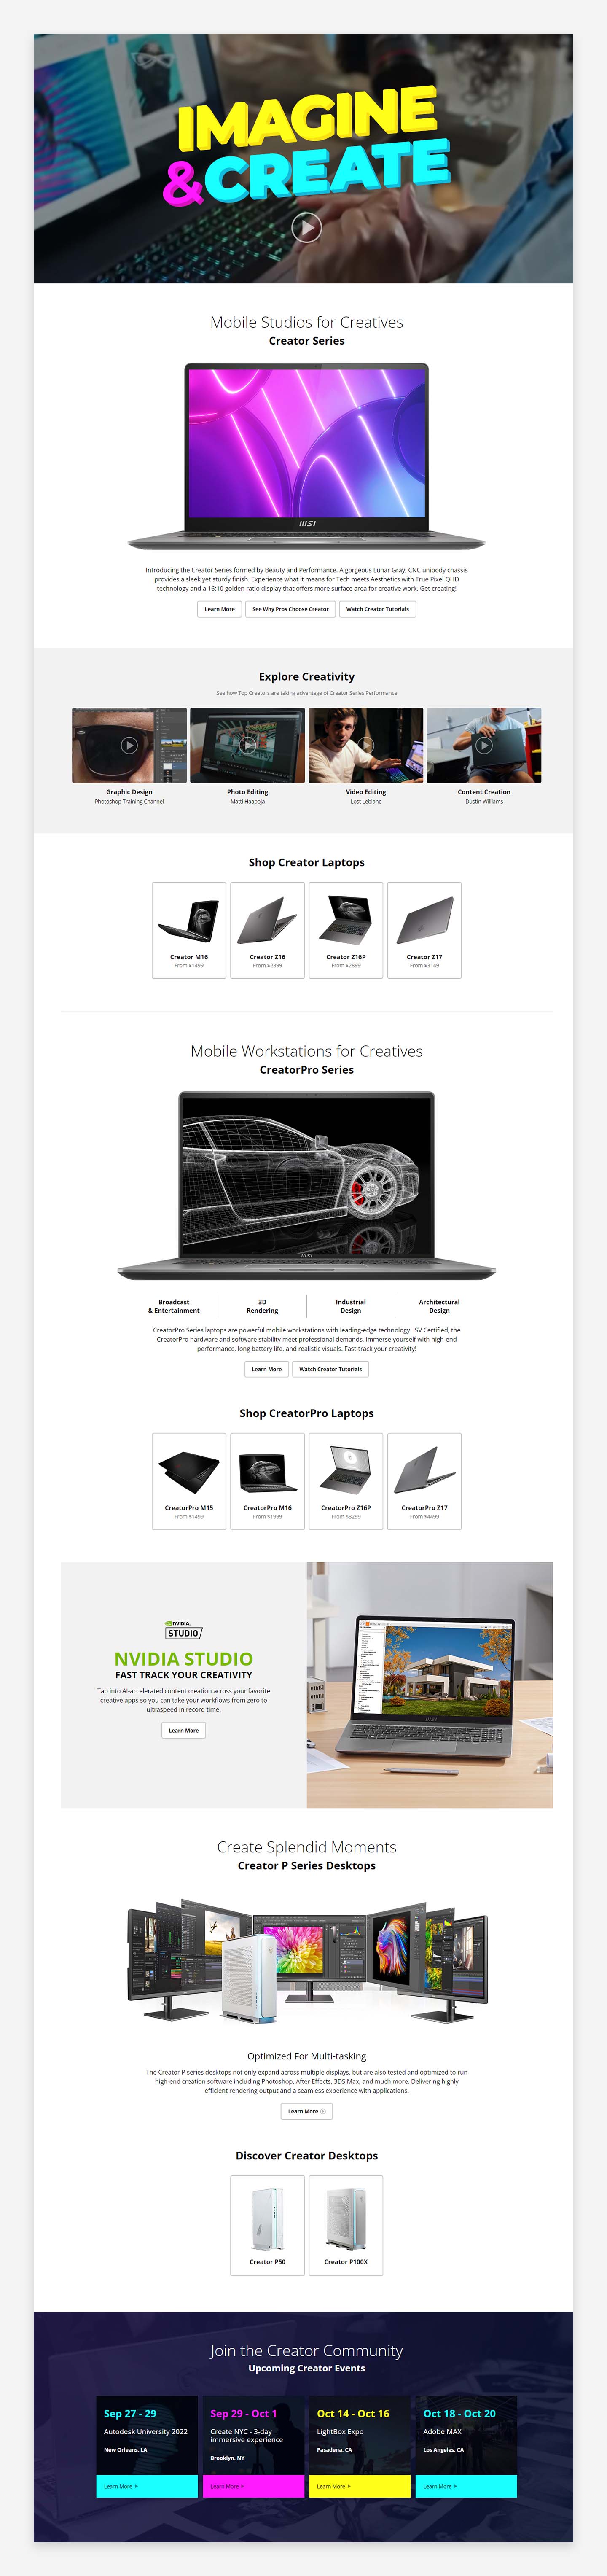 IMAGINE
&CREATE
Mobile Studios for Creatives
Creator Series
msi
Introducing the Creator Series formed by Beauty and Performance. A gorgeous Lunar Gray, CNC unibody chassis
provides a sleek yet sturdy finish. Experience what it means for Tech meets Aesthetics with True Pixel QHD
technology and a 16:10 golden ratio display that offers more surface area for creative work. Get creating!
Learn More
See Why Pros Choose Creator
Watch Creator Tutorials
Explore Creativity
See how Top Creators are taking advantage of Creator Series Performance
Graphic Design
Photoshop Training Channel
Photo Editing
Matti Haapoja
Video Editing
Lost Leblanc
Content Creation
Dustin Williams
Shop Creator Laptops
Creator M16
From $1499
Creator Z16
From $2399
Creator Z16P
From $2899
Creator Z17
From $3149
Mobile Workstations for Creatives
CreatorPro Series
msi
Broadcast
& Entertainment
3D
Rendering
Industrial
Design
Architectural
Design
CreatorPro Series laptops are powerful mobile workstations with leading-edge technology. ISV Certified, the
CreatorPro hardware and software stability meet professional demands. Immerse yourself with high-end
performance, long battery life, and realistic visuals. Fast-track your creativity!
Learn More
Watch Creator Tutorials
Shop CreatorPro Laptops
CreatorPro M15
From $1499
CreatorPro M16
From $1999
CreatorPro Z16P
From $3299
CreatorPro Z17
From $4499
NVIDIA.
STUDIO
NVIDIA STUDIO
FAST TRACK YOUR CREATIVITY
Tap into AI-accelerated content creation across your favorite
creative apps so you can take your workflows from zero to
ultraspeed in record time.
Learn More
msi
Create Splendid Moments
Creator P Series Desktops
Optimized For Multi-tasking
The Creator P series desktops not only expand across multiple displays, but are also tested and optimized to run
high-end creation software including Photoshop, After Effects, 3DS Max, and much more. Delivering highly
efficient rendering output and a seamless experience with applications.
Learn More
Discover Creator Desktops
Creator P50
Creator P100X
Join the Creator Community
Upcoming Creator Events
Sep 27 - 29
Autodesk University 2022
New Orleans, LA
Learn More
Sep 29 - Oct 1
Create NYC - 3-day
immersive experience
Brooklyn, NY
Learn More
Oct 14 - Oct 16
LightBox Expo
Pasadena, CA
Learn More
Oct 18 - Oct 20
Adobe MAX
Los Angeles, CA
Learn More